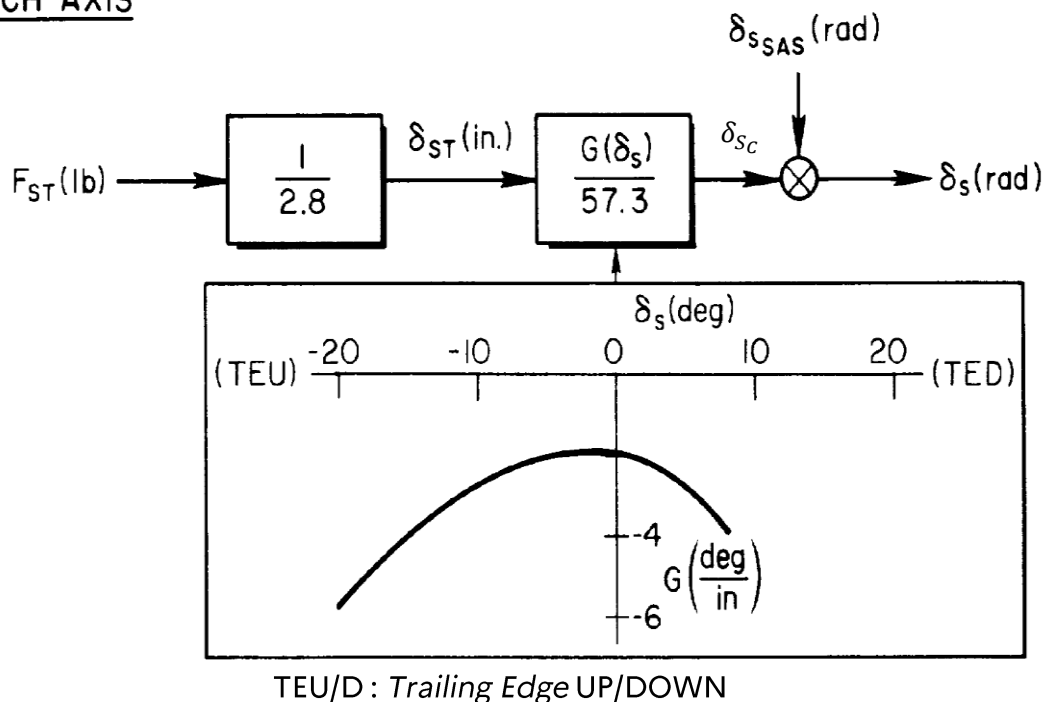 CH AXIS
δsSAS (rad)
FST (lb)
1
2.8
δST (in.)
G(δs)
57.3
δSc
δs (rad)
δs (deg)
(TEU) -20 -10 0 10 20 (TED)
-4
G (deg/in)
-6
TEU/D : Trailing Edge UP/DOWN